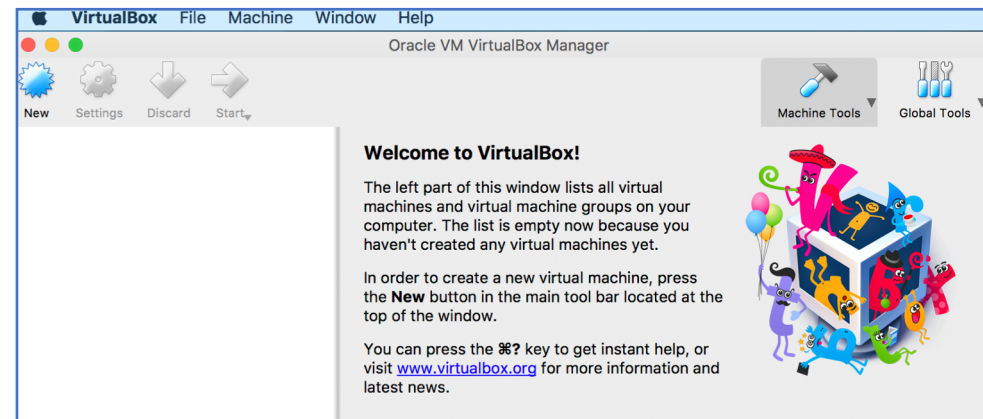 VirtualBox File Machine Window Help
Oracle VM VirtualBox Manager
New Settings Discard Start Machine Tools Global Tools
Welcome to VirtualBox!
The left part of this window lists all virtual
machines and virtual machine groups on your
computer. The list is empty now because you
haven't created any virtual machines yet.
In order to create a new virtual machine, press
the New button in the main tool bar located at the
top of the window.
You can press the ⌘? key to get instant help, or
visit www.virtualbox.org for more information and
latest news.